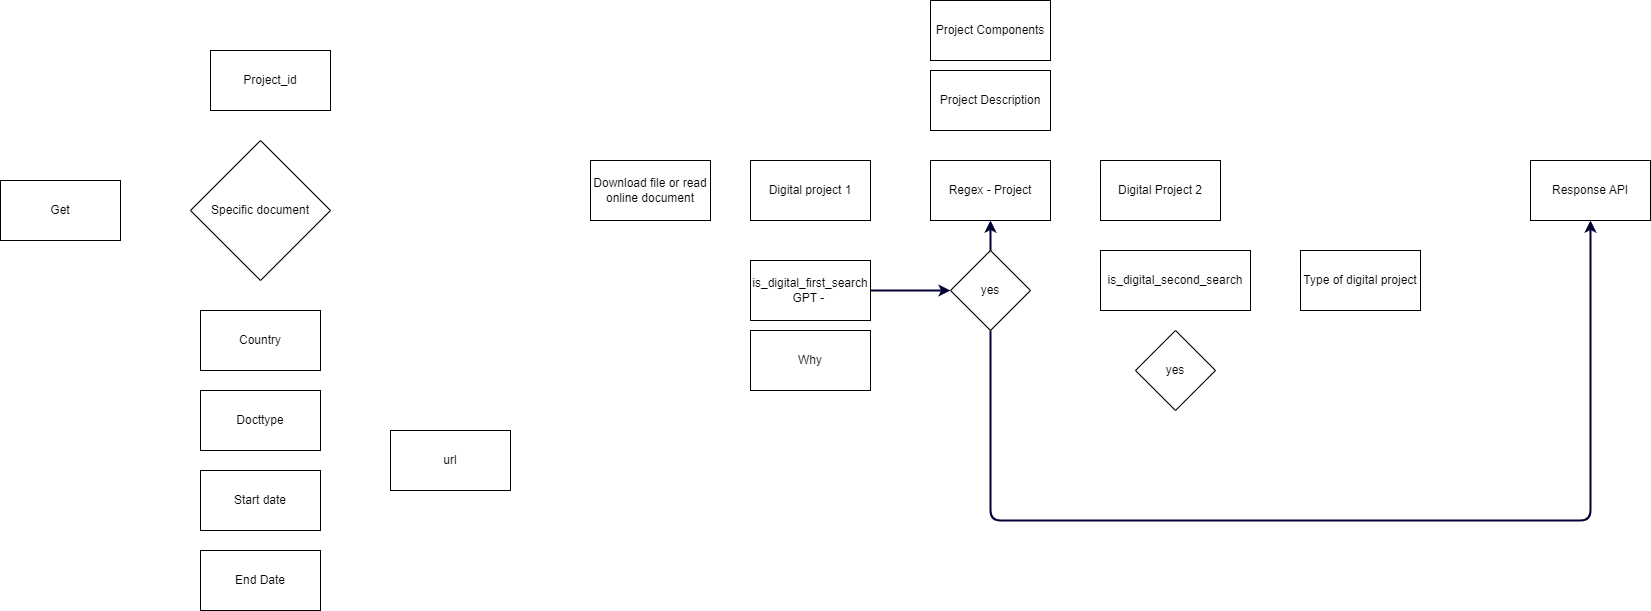 Project Components
Project_id
Project Description
Get
Specific document
Download file or read
online document
Digital project 1
Regex - Project
Digital Project 2
Response API
is_digital_first_search
GPT -
yes
is_digital_second_search
Type of digital project
Country
Why
yes
Docttype
url
Start date
End Date